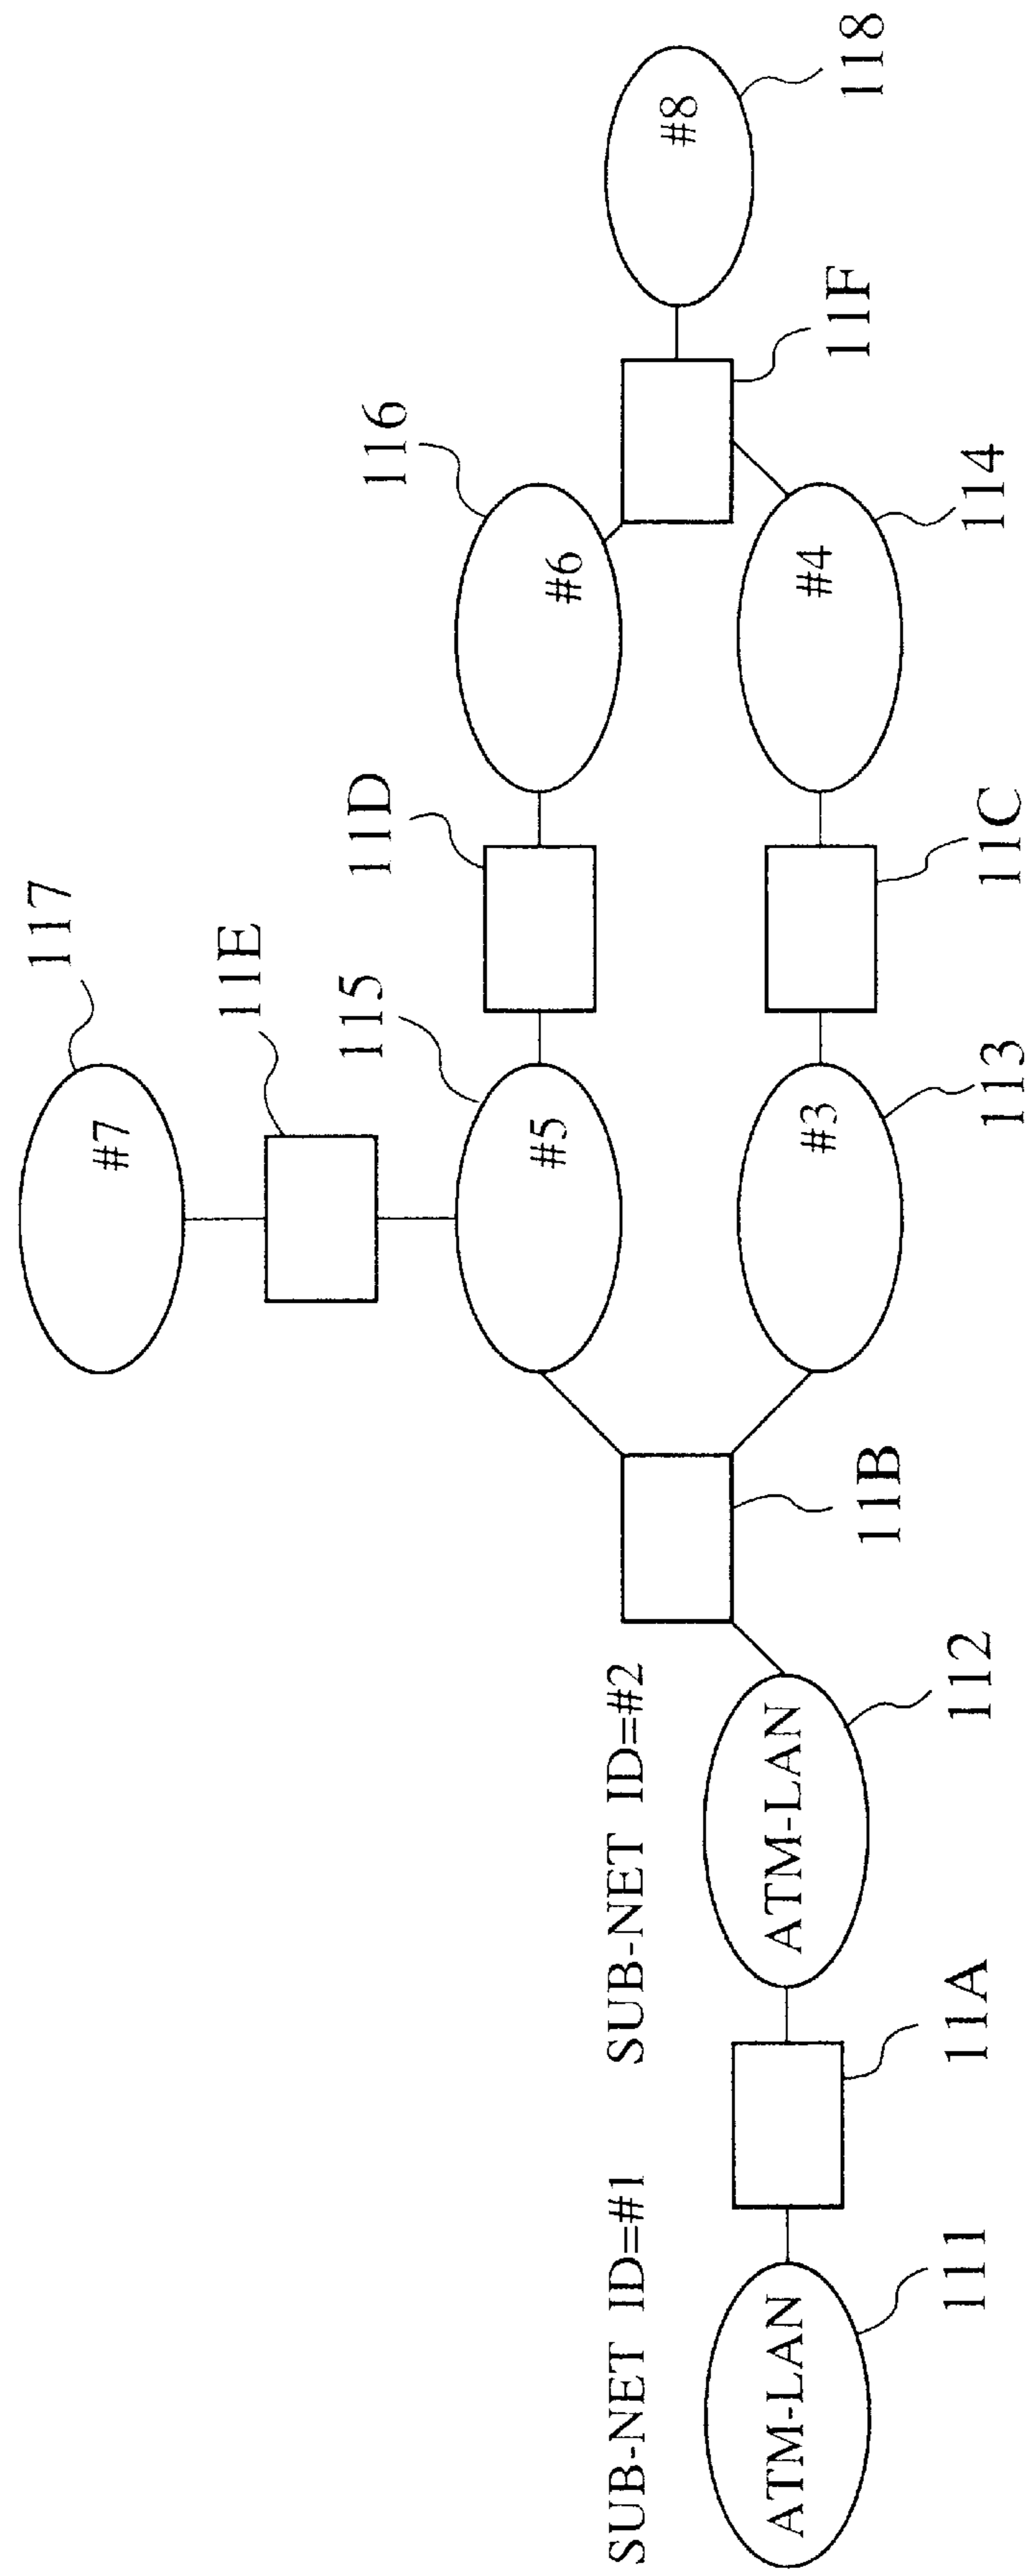 SUB-NET ID=#1
SUB-NET ID=#2
ATM-LAN
111
11A
ATM-LAN
112
11B
#7
117
11E
115
#5
11D
116
#6
#3
113
11C
#4
114
11F
#8
118